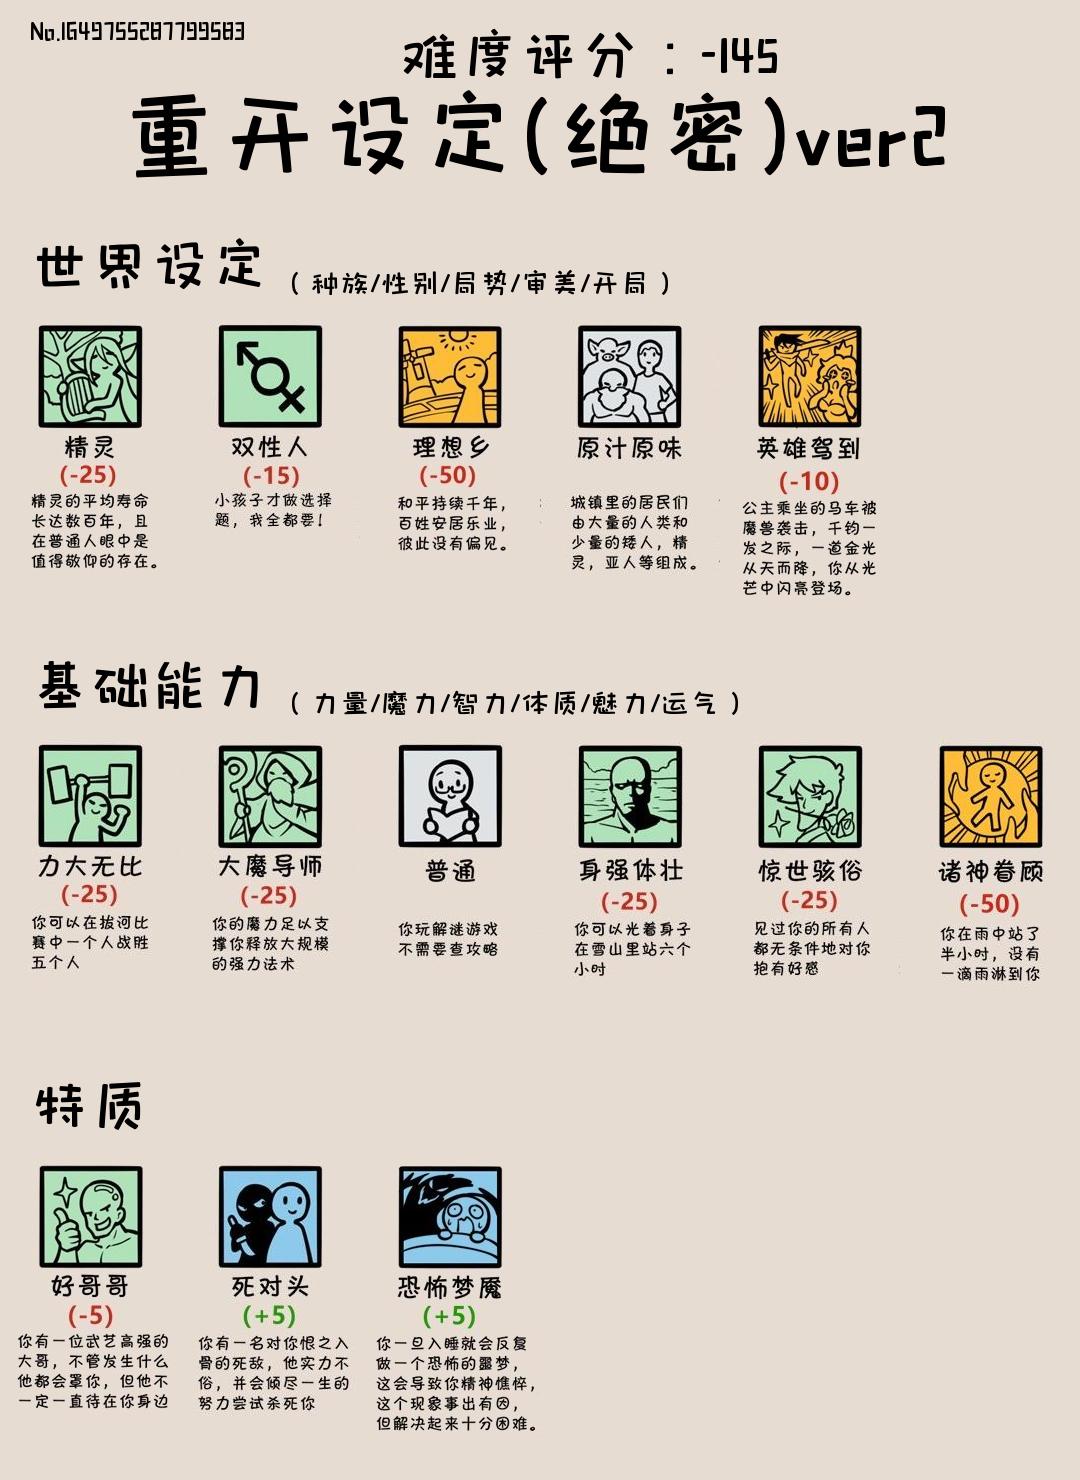 No.1649755287799583
难度评分：-145
重开设定(绝密)ver2
世界设定（种族/性别/局势/审美/开局）
精灵
(-25)
精灵的平均寿命
长达数百年，且
在普通人眼中是
值得敬仰的存在。
双性人
(-15)
小孩子才做选择
题，我全都要！
理想乡
(-50)
和平持续千年，
百姓安居乐业，
彼此没有偏见。
原汁原味
城镇里的居民们
由大量的人类和
少量的矮人，精
灵，亚人等组成。
英雄驾到
(-10)
公主乘坐的马车被
魔兽袭击，千钧一
发之际，一道金光
从天而降，你从光
芒中闪亮登场。
基础能力（力量/魔力/智力/体质/魅力/运气）
力大无比
(-25)
你可以在拔河比
赛中一个人战胜
五个人
大魔导师
(-25)
你的魔力足以支
撑你释放大规模
的强力法术
普通
你玩解谜游戏
不需要查攻略
身强体壮
(-25)
你可以光着身子
在雪山里站六个
小时
惊世骇俗
(-25)
见过你的所有人
都无条件地对你
抱有好感
诸神眷顾
(-50)
你在雨中站了
半小时，没有
一滴雨淋到你
特质
好哥哥
(-5)
你有一位武艺高强的
大哥，不管发生什么
他都会罩你，但他不
一定一直待在你身边
死对头
(+5)
你有一名对你恨之入
骨的死敌，他实力不
俗，并会倾尽一生的
努力尝试杀死你
恐怖梦魇
(+5)
你一旦入睡就会反复
做一个恐怖的噩梦，
这会导致你精神憔悴，
这个现象事出有因，
但解决起来十分困难。